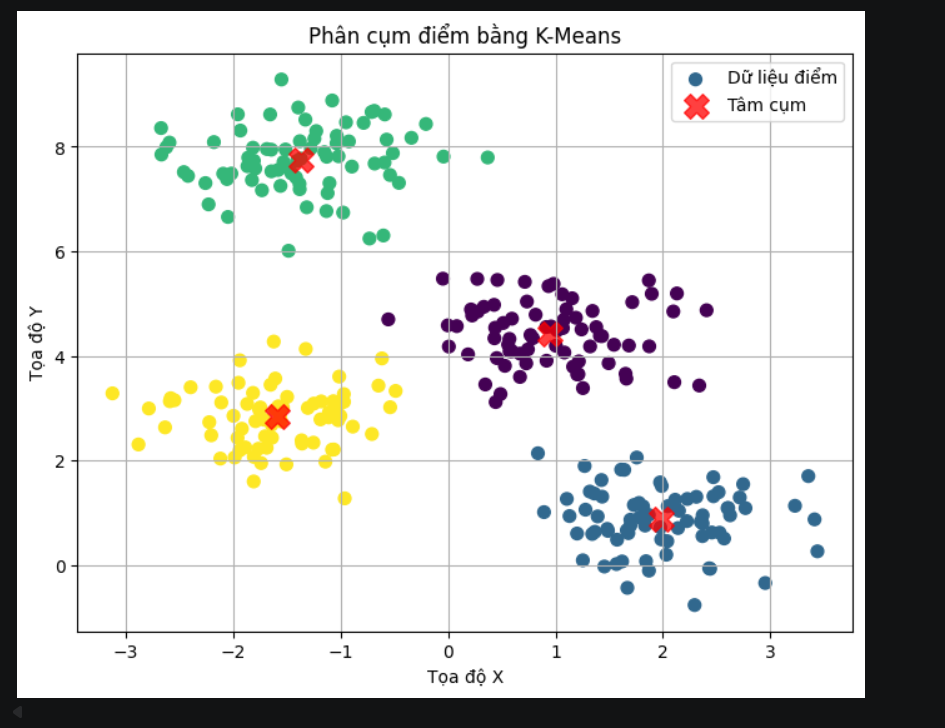 Phân cụm điểm bằng K-Means
Dữ liệu điểm
Tâm cụm
Tọa độ Y
8
6
4
2
0
−3
−2
−1
0
1
2
3
Tọa độ X